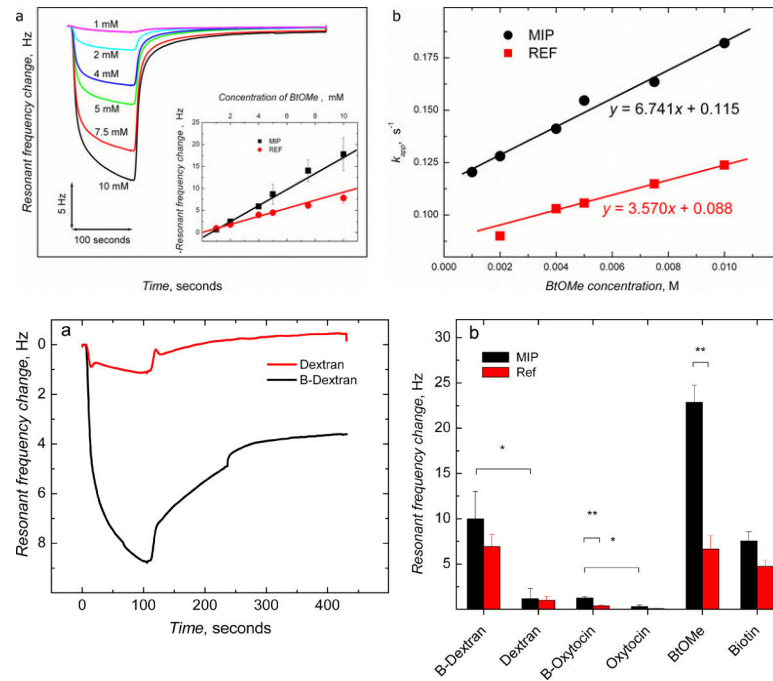 a
Resonant frequency change, Hz
1 mM
2 mM
4 mM
5 mM
7.5 mM
10 mM
5 Hz
100 seconds
Time, seconds
Concentration of BtOMe , mM
2 4 6 8 10
-Resonant frequency change , Hz
25
20
15
10
5
0
MIP
REF
b
MIP
REF
k app, s-1
0.175
0.150
0.125
0.100
y = 6.741x + 0.115
y = 3.570x + 0.088
0.000 0.002 0.004 0.006 0.008 0.010
BtOMe concentration, M
a
Resonant frequency change, Hz
0
2
4
6
8
Dextran
B-Dextran
0 100 200 300 400
Time, seconds
b
MIP
Ref
Resonant frequency change, Hz
30
25
20
15
10
5
*
**
*
**
B-Dextran
Dextran
B-Oxytocin
Oxytocin
BtOMe
Biotin